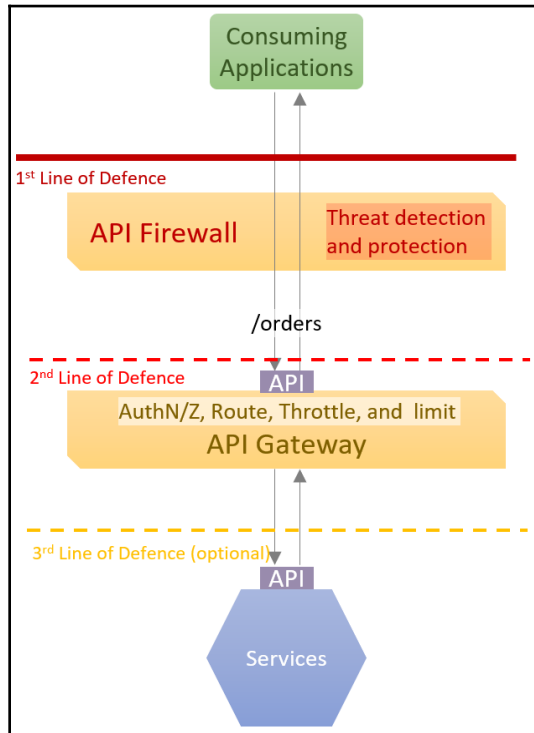 Consuming
Applications
1st Line of Defence
API Firewall
Threat detection
and protection
/orders
2nd Line of Defence
API
AuthN/Z, Route, Throttle, and limit
API Gateway
3rd Line of Defence (optional)
API
Services